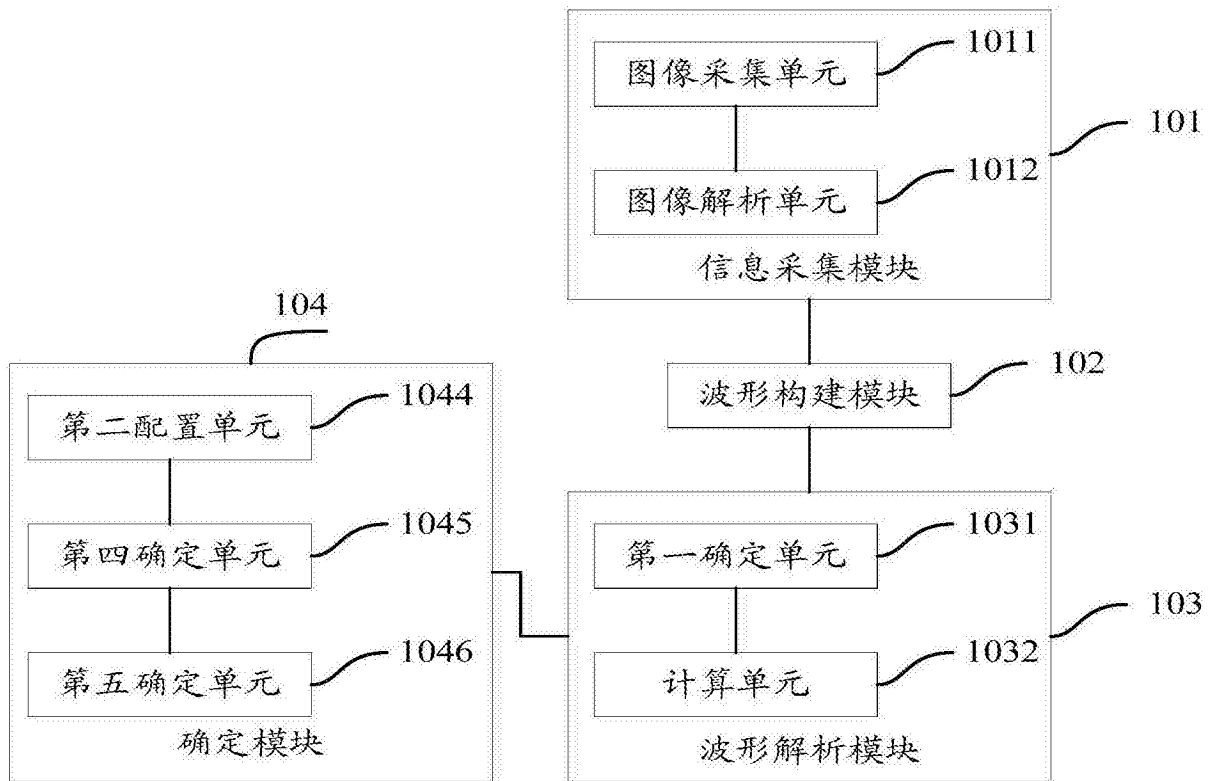 图像采集单元
1011
101
图像解析单元
1012
信息采集模块
104
波形构建模块
102
第二配置单元
1044
第四确定单元
1045
第五确定单元
1046
确定模块
第一确定单元
1031
103
计算单元
1032
波形解析模块